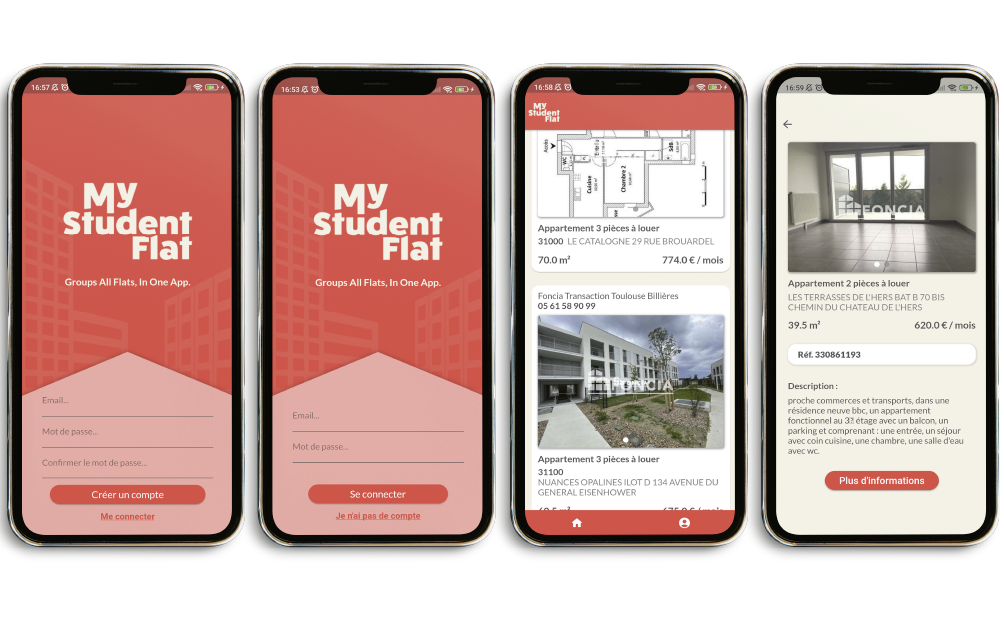 16:57
My
Student
Flat
Groups All Flats, In One App.
Email...
Mot de passe...
Confirmer le mot de passe...
Créer un compte
Me connecter
16:53
My
Student
Flat
Groups All Flats, In One App.
Email...
Mot de passe...
Se connecter
Je n'ai pas de compte
16:58
My
Student
Flat
Accès
WC
Entrée
SdB
Cuisine
Chambre 2
Appartement 3 pièces à louer
31000 LE CATALOGNE 29 RUE BROUARDEL
70.0 m² 774.0 € / mois
Foncia Transaction Toulouse Billières
05 61 58 90 99
FONCIA
Appartement 3 pièces à louer
31100
NUANCES OPALINES ILOT D 134 AVENUE DU
GENERAL EISENHOWER
16:59
FONCIA
Appartement 2 pièces à louer
LES TERRASSES DE L'HERS BAT B 70 BIS
CHEMIN DU CHATEAU DE L'HERS
39.5 m² 620.0 € / mois
Réf. 330861193
Description :
proche commerces et transports, dans une
résidence neuve bbc, un appartement
fonctionnel au 3 étage avec un balcon, un
parking et comprenant : une entrée, un séjour
avec coin cuisine, une chambre, une salle d'eau
avec wc.
Plus d'informations